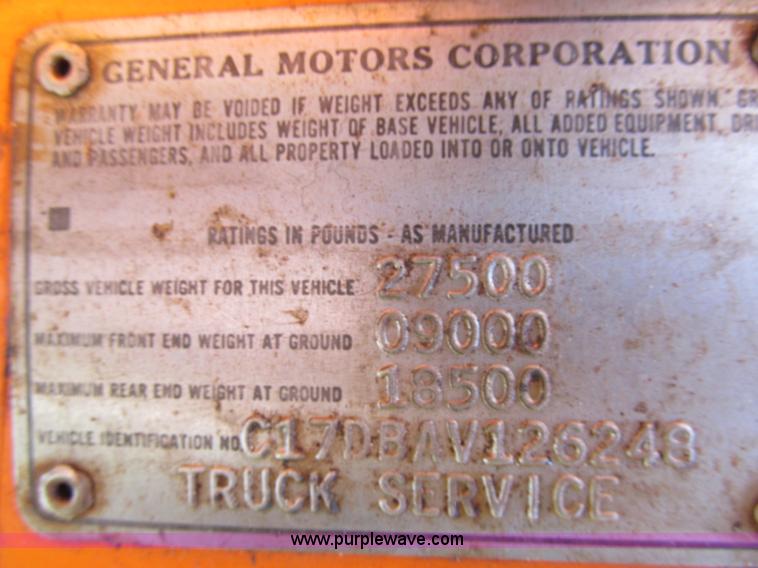 GENERAL MOTORS CORPORATION
WARRANTY MAY BE VOIDED IF WEIGHT EXCEEDS ANY OF RATINGS SHOWN. GR
VEHICLE WEIGHT INCLUDES WEIGHT OF BASE VEHICLE, ALL ADDED EQUIPMENT, DRI
AND PASSENGERS, AND ALL PROPERTY LOADED INTO OR ONTO VEHICLE.
RATINGS IN POUNDS - AS MANUFACTURED
GROSS VEHICLE WEIGHT FOR THIS VEHICLE 27500
MAXIMUM FRONT END WEIGHT AT GROUND 09000
MAXIMUM REAR END WEIGHT AT GROUND 18500
VEHICLE IDENTIFICATION NO. C17DBAV126248
TRUCK SERVICE
www.purplewave.com